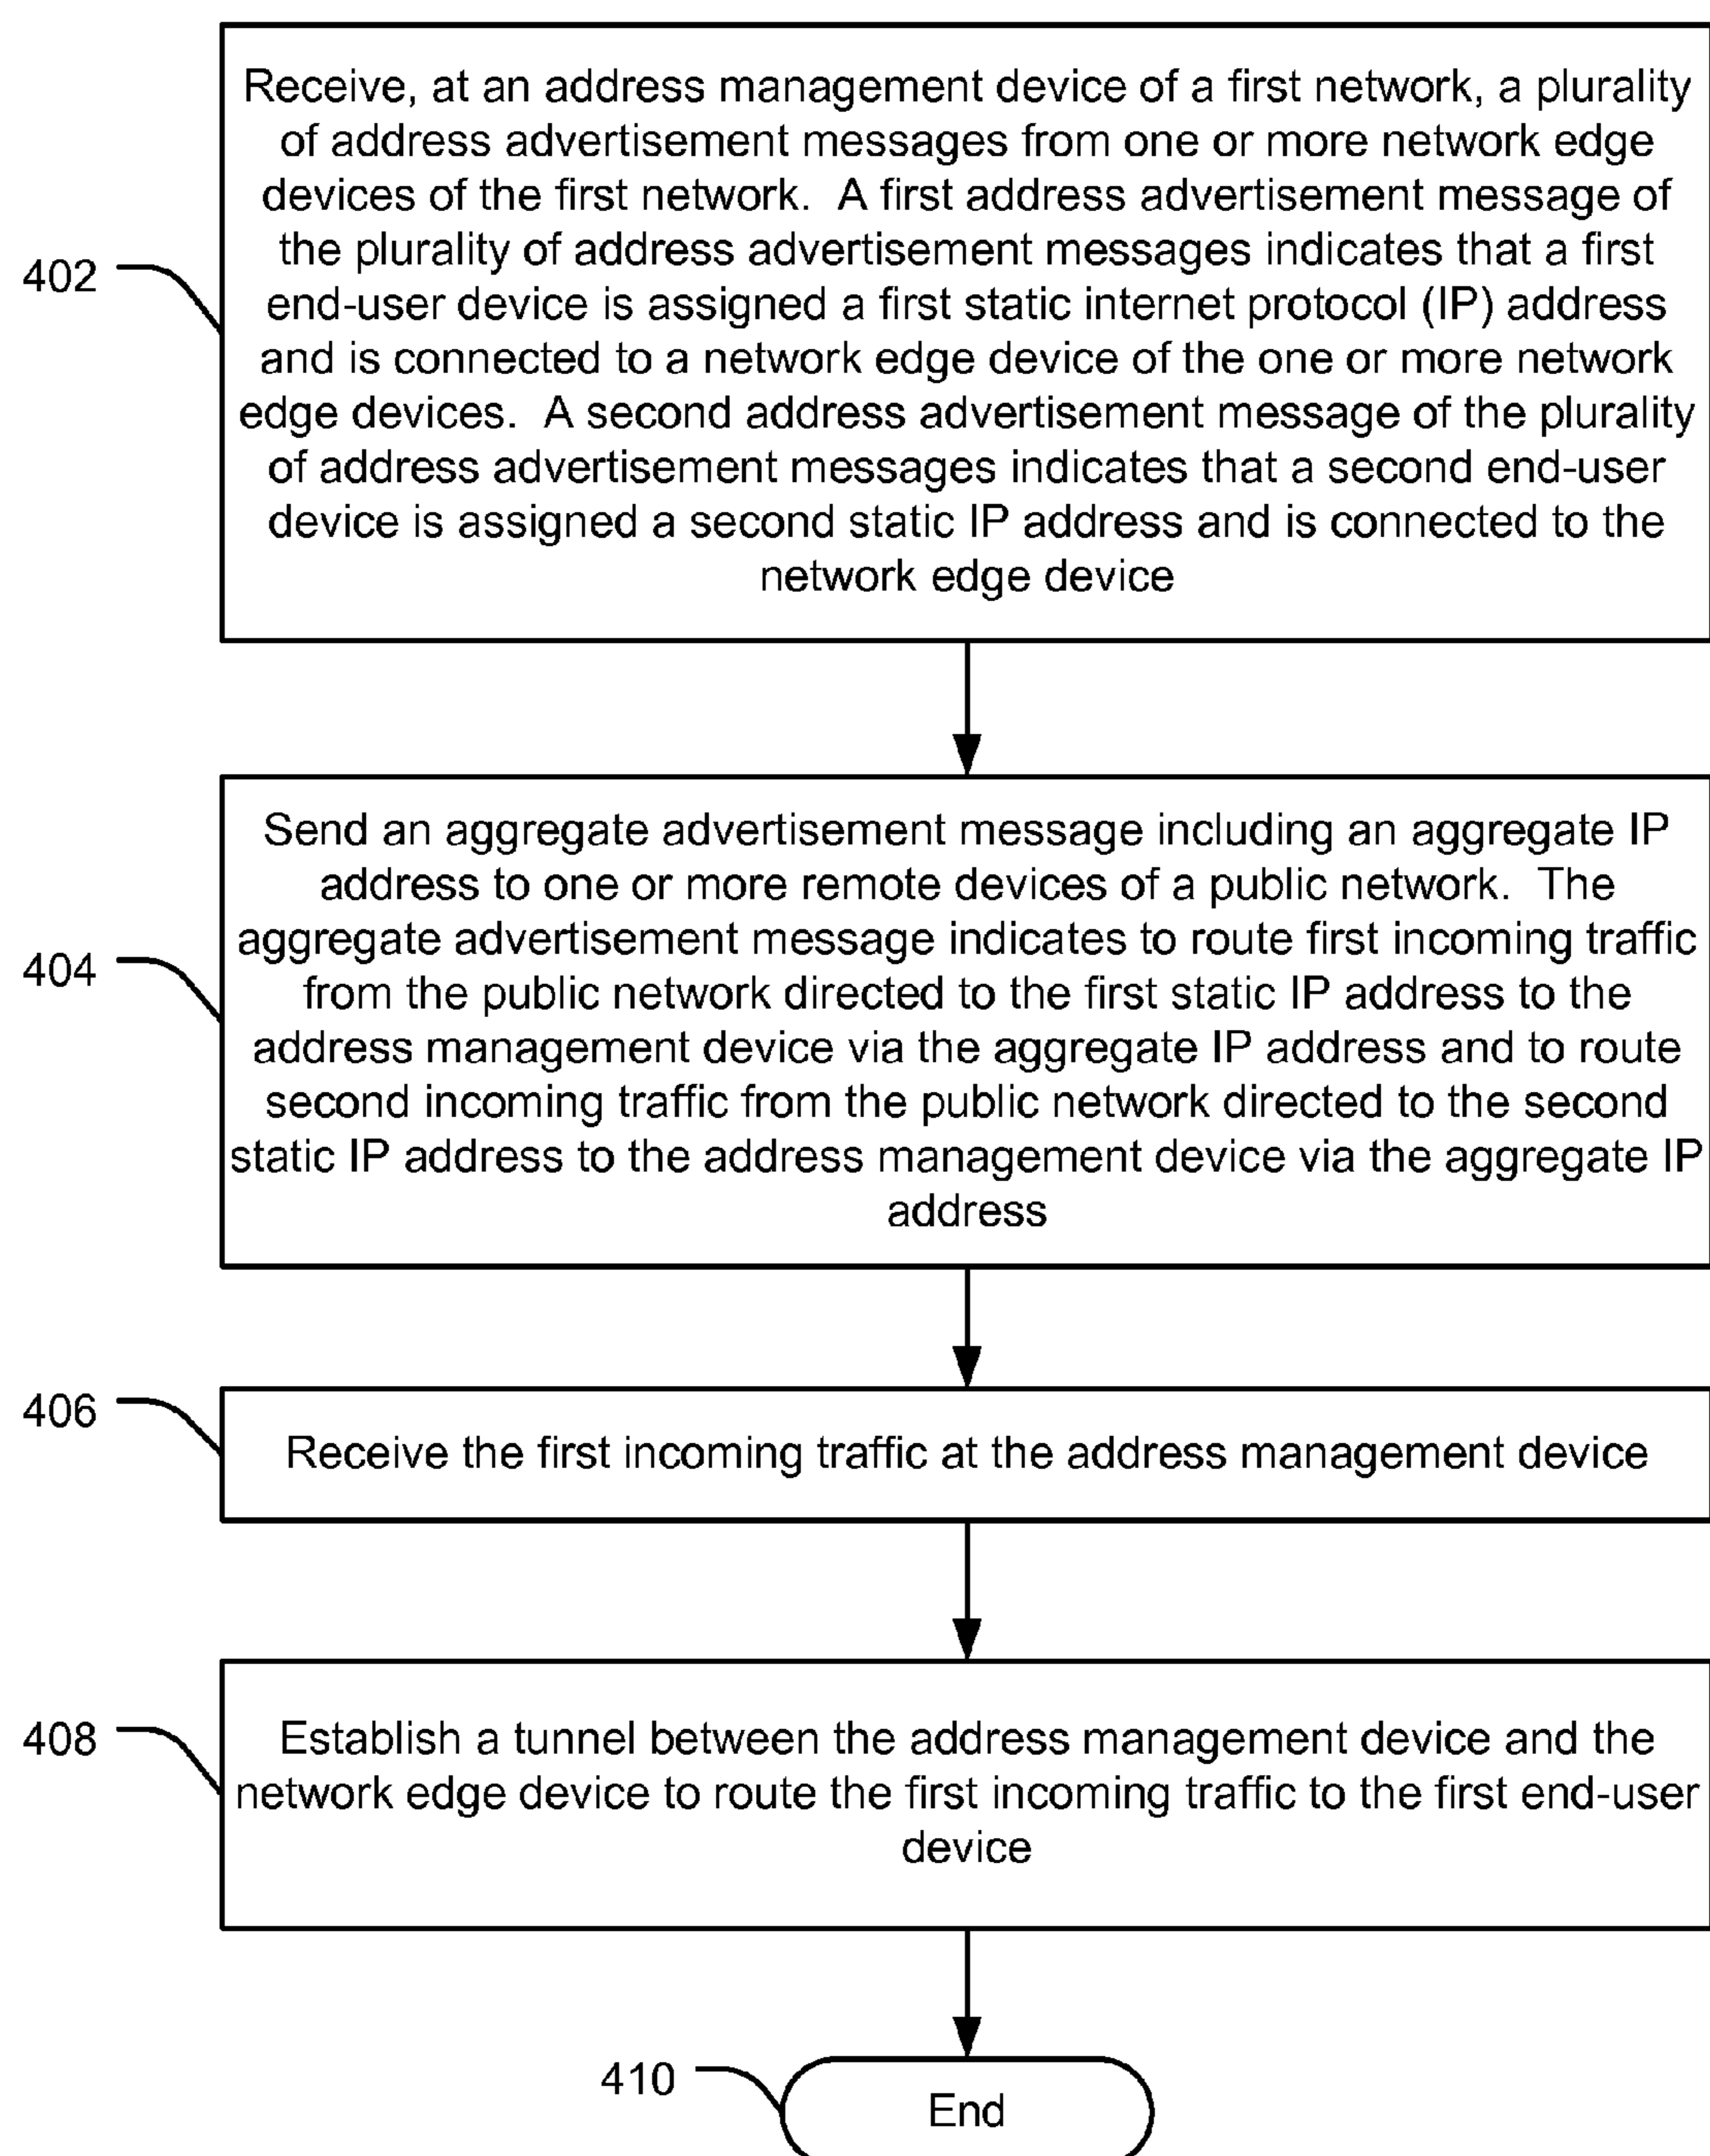 Receive, at an address management device of a first network, a plurality
of address advertisement messages from one or more network edge
devices of the first network.  A first address advertisement message of
the plurality of address advertisement messages indicates that a first
end-user device is assigned a first static internet protocol (IP) address
and is connected to a network edge device of the one or more network
edge devices.  A second address advertisement message of the plurality
of address advertisement messages indicates that a second end-user
device is assigned a second static IP address and is connected to the
network edge device
402
Send an aggregate advertisement message including an aggregate IP
address to one or more remote devices of a public network.  The
aggregate advertisement message indicates to route first incoming traffic
from the public network directed to the first static IP address to the
address management device via the aggregate IP address and to route
second incoming traffic from the public network directed to the second
static IP address to the address management device via the aggregate IP
address
404
406
Receive the first incoming traffic at the address management device
408
Establish a tunnel between the address management device and the
network edge device to route the first incoming traffic to the first end-user
device
410
End